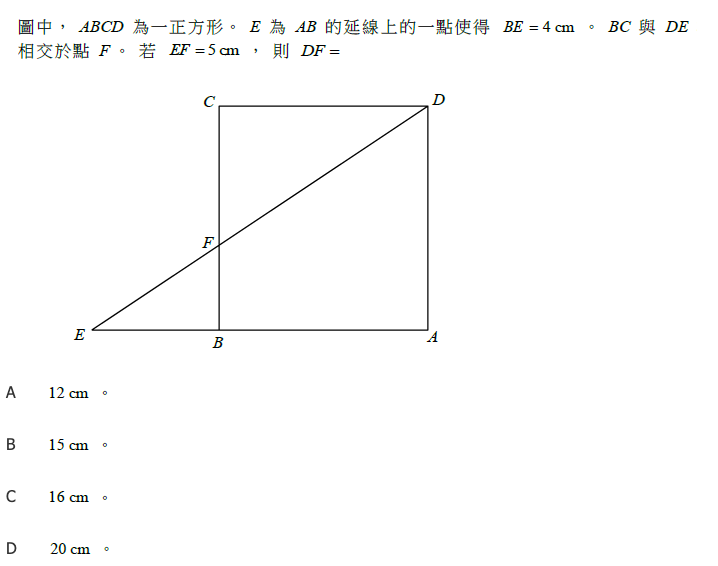 圖中， ABCD 為一正方形。 E 為 AB 的延線上的一點使得 BE = 4 cm 。 BC 與 DE
相交於點 F 。 若 EF = 5 cm ， 則 DF =
C
D
F
E
B
A
A 12 cm 。
B 15 cm 。
C 16 cm 。
D 20 cm 。